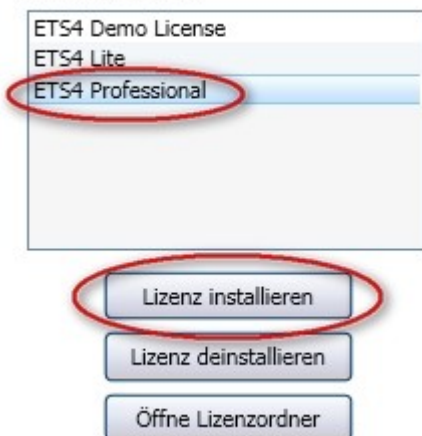 ETS4 Demo License
ETS4 Lite
ETS4 Professional
Lizenz installieren
Lizenz deinstallieren
Öffne Lizenzordner